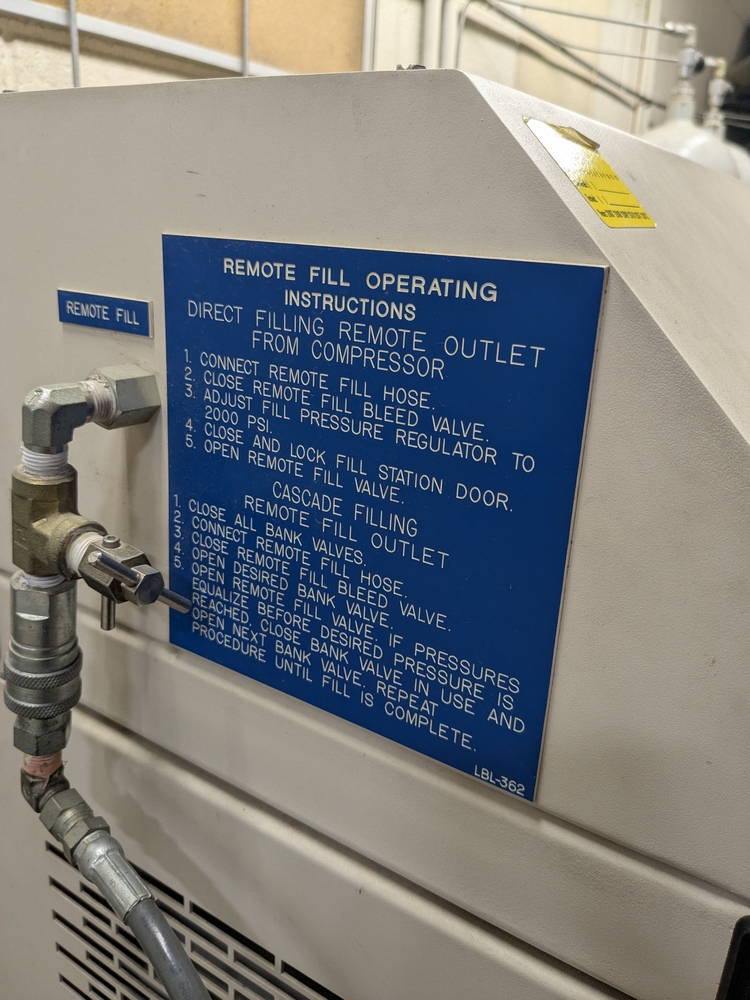 REMOTE FILL
REMOTE FILL OPERATING
INSTRUCTIONS
DIRECT FILLING REMOTE OUTLET
FROM COMPRESSOR
1. CONNECT REMOTE FILL HOSE.
2. CLOSE REMOTE FILL BLEED VALVE.
3. ADJUST FILL PRESSURE REGULATOR TO
2000 PSI.
4. CLOSE AND LOCK FILL STATION DOOR.
5. OPEN REMOTE FILL VALVE.
CASCADE FILLING
REMOTE FILL OUTLET
1. CLOSE ALL BANK VALVES.
2. CONNECT REMOTE FILL HOSE.
3. CLOSE REMOTE FILL BLEED VALVE.
4. OPEN DESIRED BANK VALVE.
5. OPEN REMOTE FILL VALVE. IF PRESSURES
EQUALIZE BEFORE DESIRED PRESSURE IS
REACHED, CLOSE BANK VALVE IN USE AND
OPEN NEXT BANK VALVE. REPEAT
PROCEDURE UNTIL FILL IS COMPLETE.
LBL-362